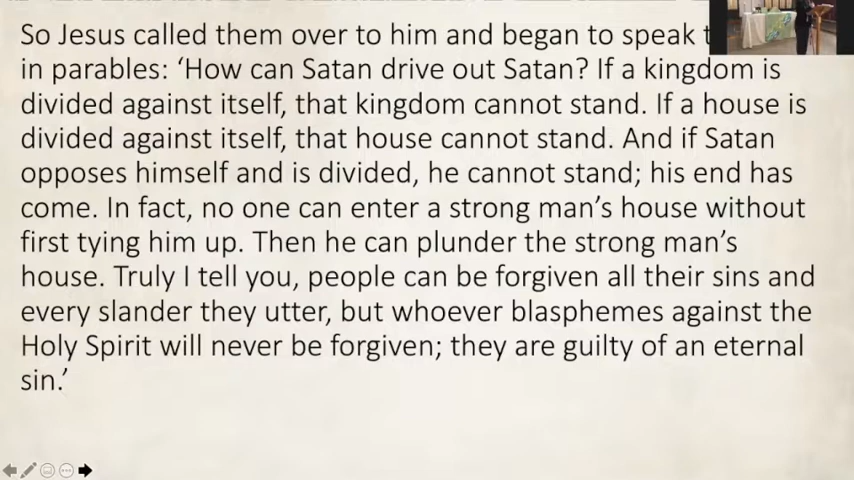 So Jesus called them over to him and began to speak
in parables: ‘How can Satan drive out Satan? If a kingdom is
divided against itself, that kingdom cannot stand. If a house is
divided against itself, that house cannot stand. And if Satan
opposes himself and is divided, he cannot stand; his end has
come. In fact, no one can enter a strong man’s house without
first tying him up. Then he can plunder the strong man’s
house. Truly I tell you, people can be forgiven all their sins and
every slander they utter, but whoever blasphemes against the
Holy Spirit will never be forgiven; they are guilty of an eternal
sin.’